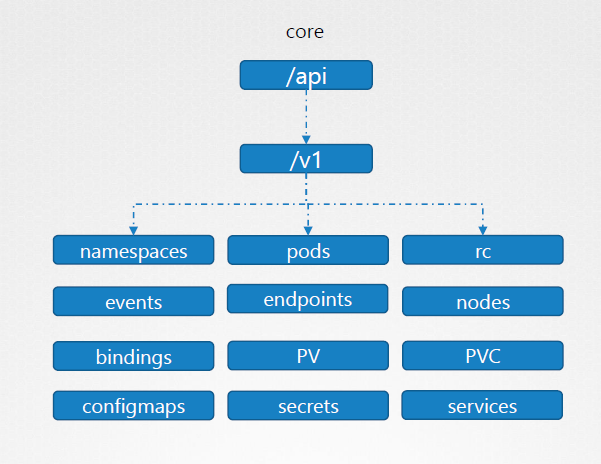 core
/api
/v1
namespaces
pods
rc
events
endpoints
nodes
bindings
PV
PVC
configmaps
secrets
services